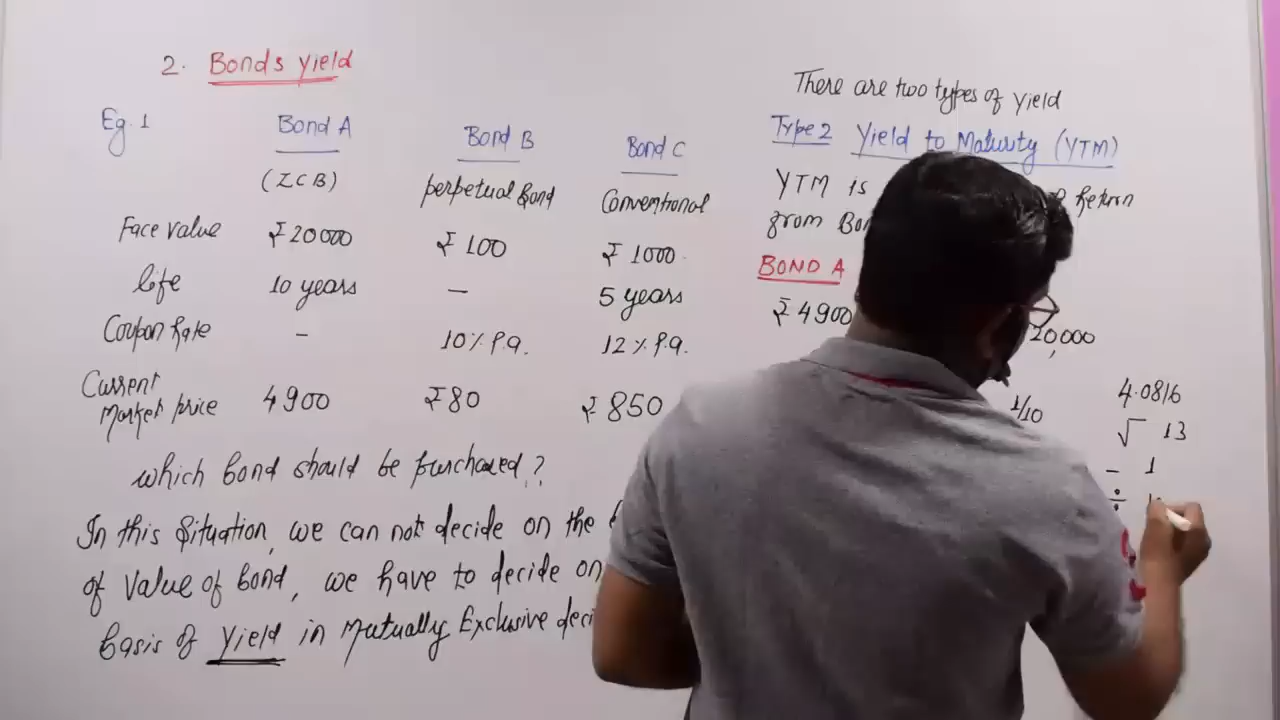 2. Bonds Yield
Eg. 1 Bond A Bond B Bond C
(ZCB) perpetual Bond Conventional
Face Value ₹20000 ₹100 ₹1000
life 10 years — 5 years
Coupon Rate - 10% P.a. 12% P.a.
Current
Market price 4900 ₹80 ₹850
which bond should be purchased?
In this Situation, we can not decide on the
of Value of bond, we have to decide on
basis of Yield in Mutually Exclusive deci
There are two types of Yield
Type 2 Yield to Maturity (YTM)
YTM is Return
from Bo
BOND A
₹4900 20,000
1/10
4.0816
√ 13
- 1
÷